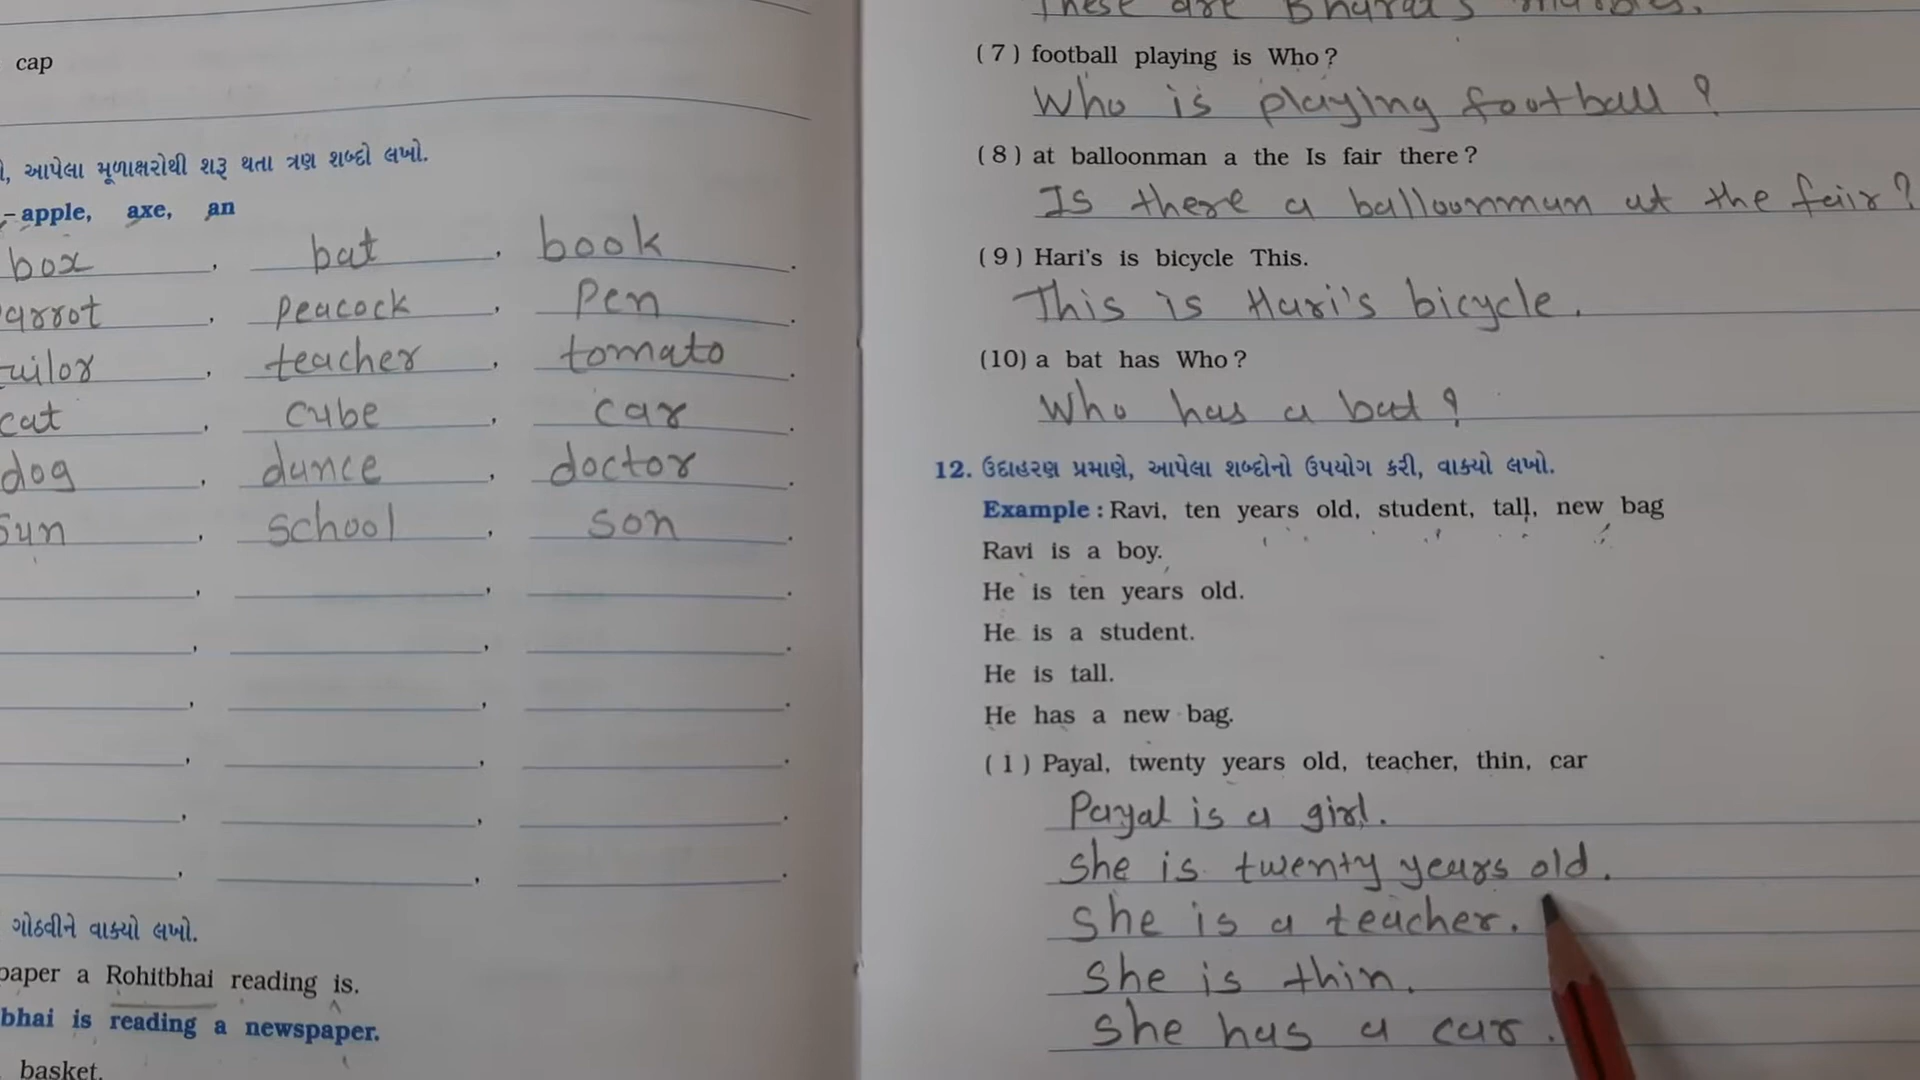 cap
આપેલા મૂળાક્ષરોથી શરૂ થતા ત્રણ શબ્દો લખો.
– apple, axe, an
box , bat , book .
arrot , peacock , pen .
tailor , teacher , tomato .
cat , cube , car .
dog , dance , doctor .
sun , school , son .
, , .
, , .
, , .
, , .
, , .
, , .
ગોઠવીને વાક્યો લખો.
paper a Rohitbhai reading is.
bhai is reading a newspaper.
basket.
These are Bharat's marbles.
( 7 ) football playing is Who ?
Who is playing football ?
( 8 ) at balloonman a the Is fair there ?
Is there a balloonman at the fair ?
( 9 ) Hari's is bicycle This.
This is Hari's bicycle .
(10) a bat has Who ?
Who has a bat ?
12. ઉદાહરણ પ્રમાણે, આપેલા શબ્દોનો ઉપયોગ કરી, વાક્યો લખો.
Example : Ravi, ten years old, student, tall, new bag
Ravi is a boy.
He is ten years old.
He is a student.
He is tall.
He has a new bag.
( 1 ) Payal, twenty years old, teacher, thin, car
Payal is a girl .
She is twenty years old .
She is a teacher .
She is thin .
She has a car .